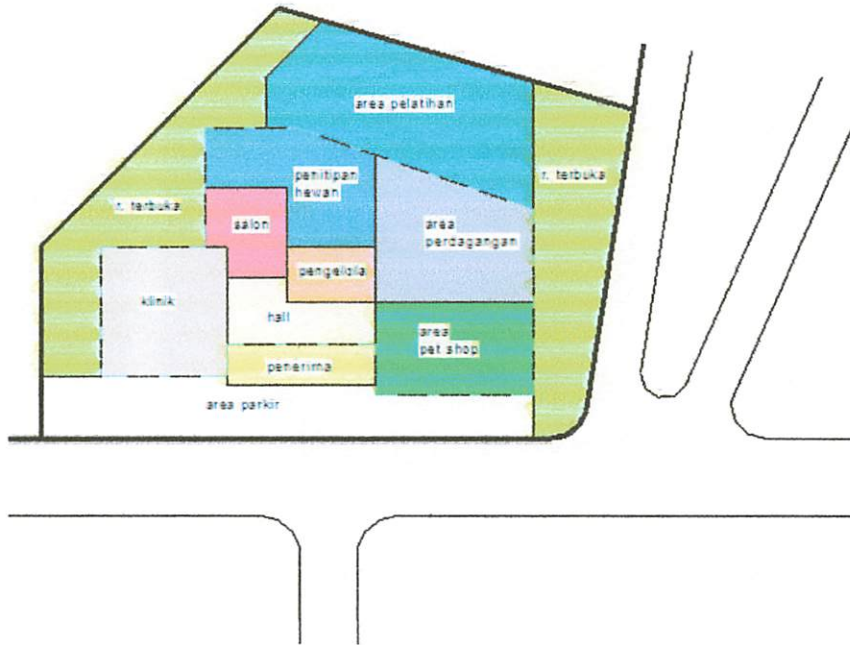 area pelatihan
penitipan
hewan
r. terbuka
r. terbuka
salon
area
perdagangan
pengelola
klinik
hall
area
pet shop
penerima
area parkir